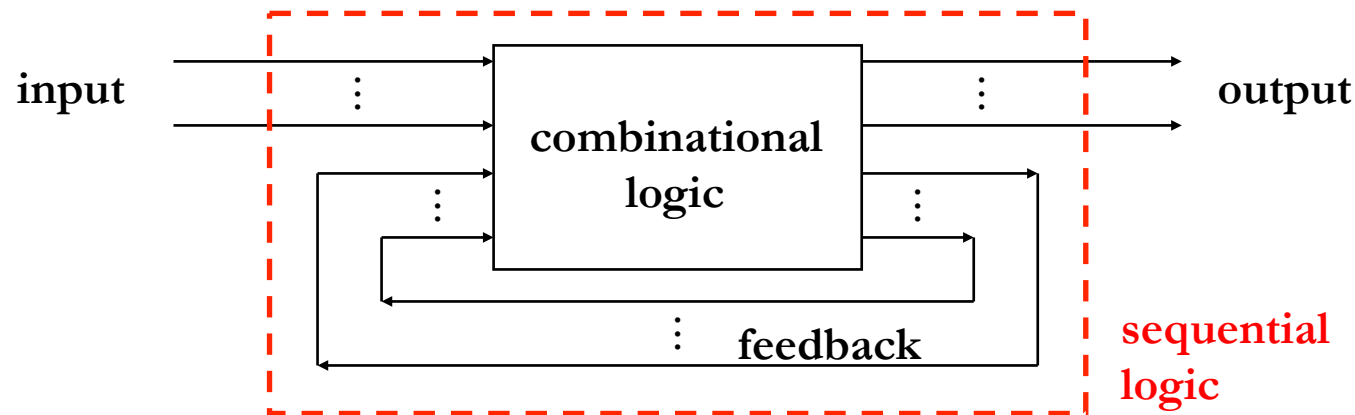 input
output
combinational
logic
feedback
sequential
logic